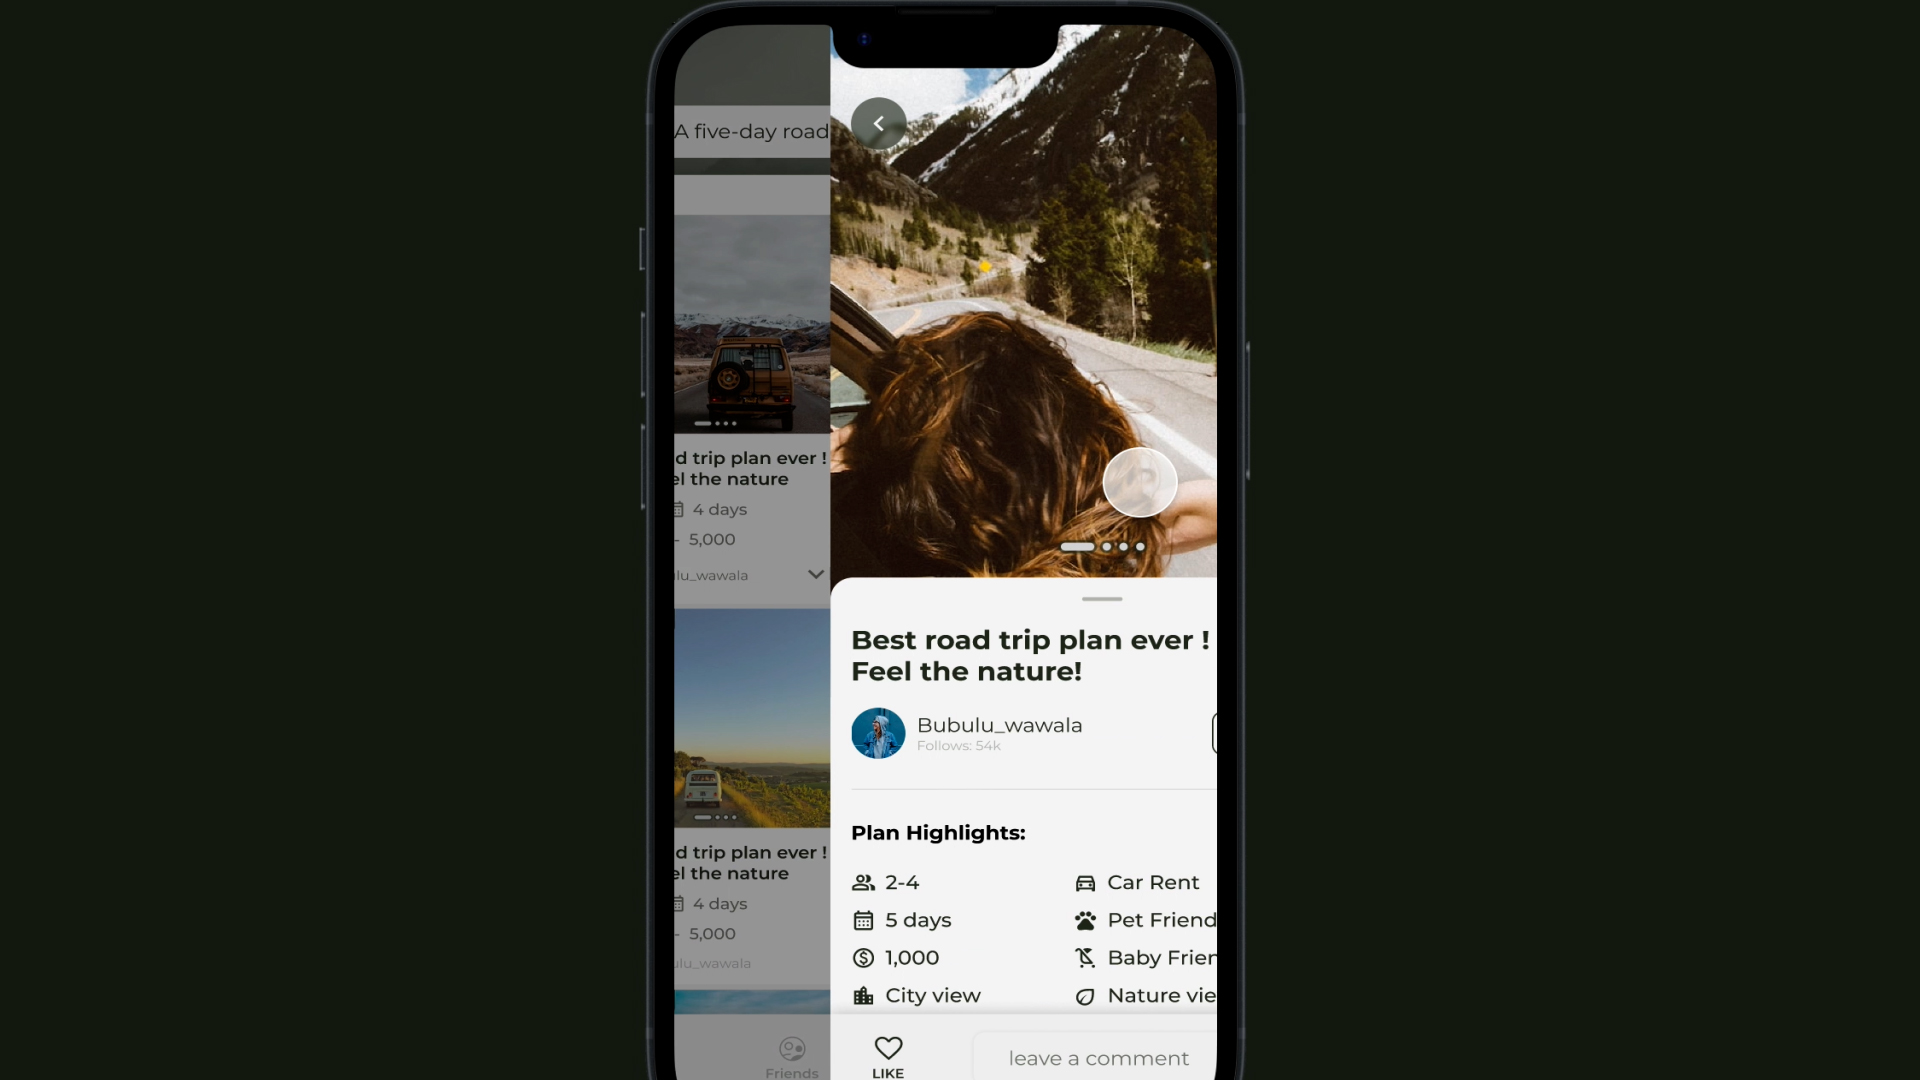 A five-day road
d trip plan ever !
el the nature
4 days
- 5,000
ulu_wawala
d trip plan ever !
el the nature
4 days
- 5,000
ulu_wawala
Friends
Best road trip plan ever !
Feel the nature!
Bubulu_wawala
Follows: 54k
Plan Highlights:
2-4
Car Rent
5 days
Pet Friend
1,000
Baby Frien
City view
Nature vie
LIKE
leave a comment